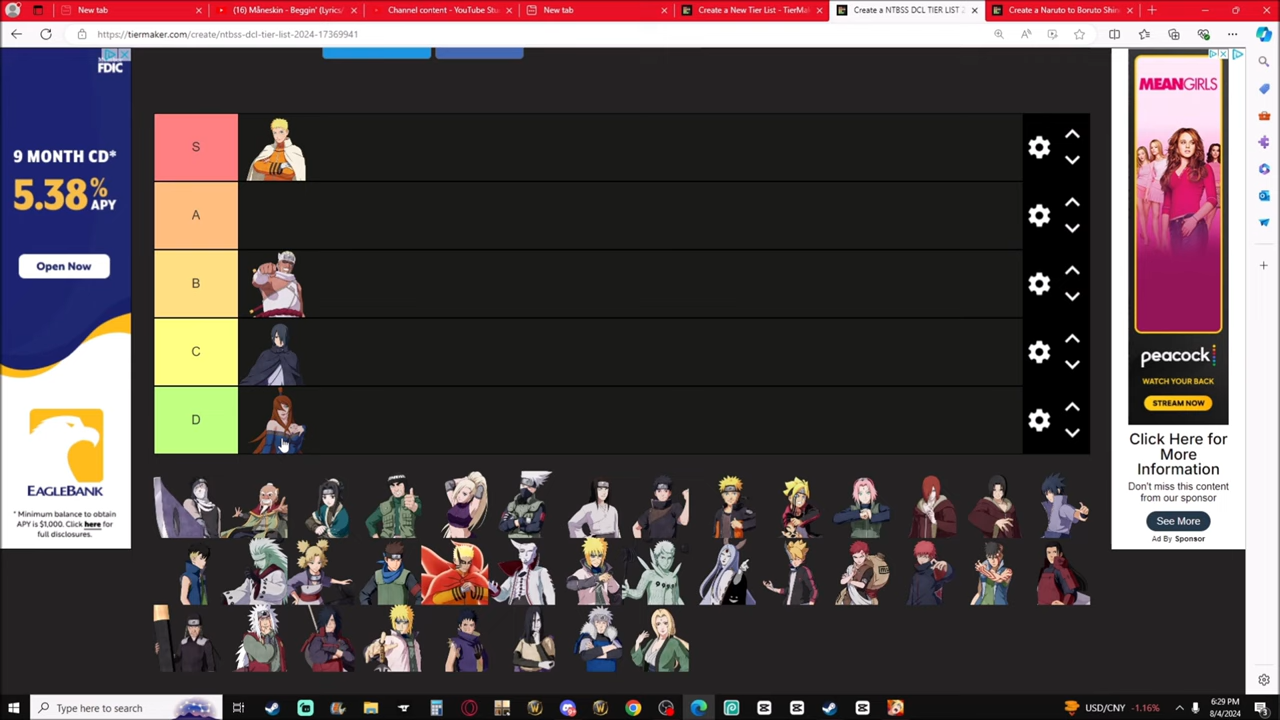 New tab
(16) Måneskin - Beggin' (Lyrics/
Channel content - YouTube Stu
New tab
Create a New Tier List - TierMa
Create a NTBSS DCL TIER LIST 2
Create a Naruto to Boruto Shin
https://tiermaker.com/create/ntbss-dcl-tier-list-2024-17369941
FDIC
9 MONTH CD*
5.38% APY
Open Now
EAGLEBANK
* Minimum balance to obtain
APY is $1,000. Click here for
full disclosures.
S
A
B
C
D
MEAN GIRLS
peacock
WATCH YOUR BACK
STREAM NOW
Click Here for
More
Information
Don't miss this content
from our sponsor
See More
Ad By Sponsor
Type here to search
USD/CNY -1.16%
6:29 PM
8/4/2024